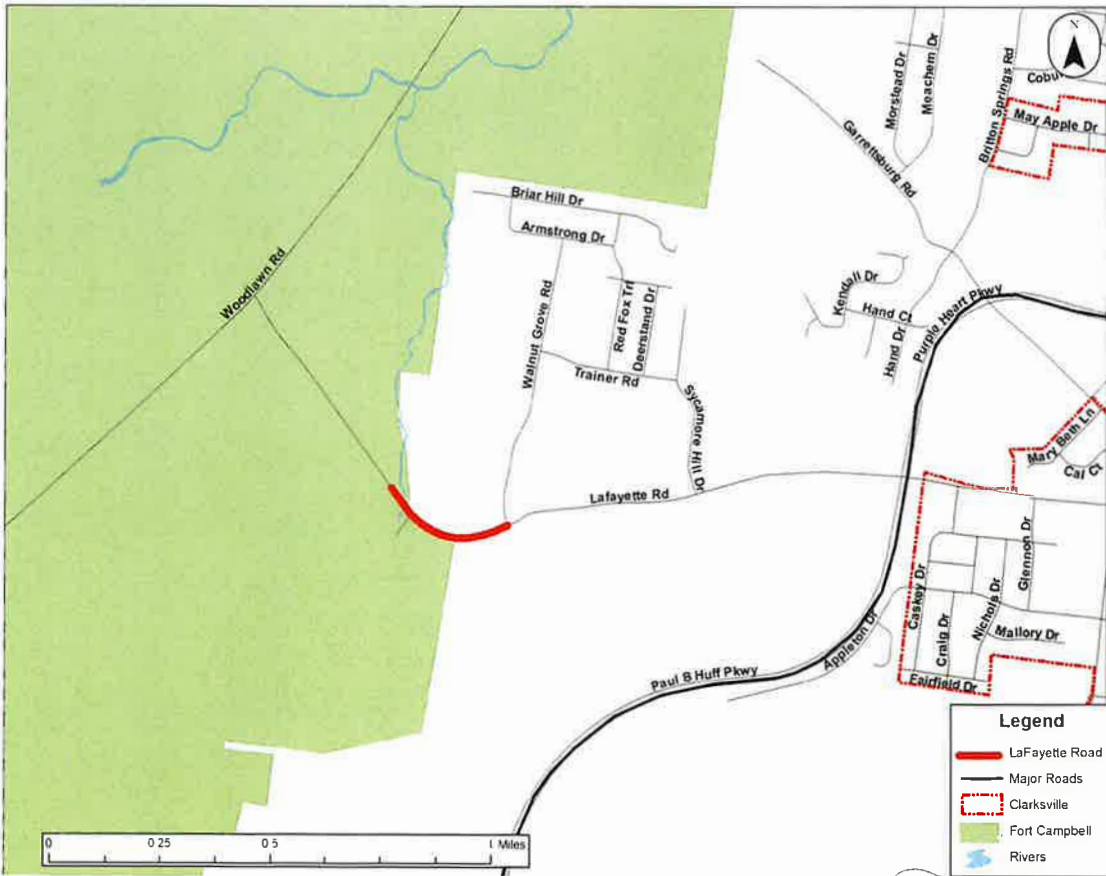 N
Morstead Dr
Meachem Dr
Britton Springs Rd
Cobu
May Apple Dr
Garrettsburg Rd
Briar Hill Dr
Armstrong Dr
Woodlawn Rd
Kendall Dr
Hand Ct
Purple Heart Pkwy
Hand Dr
Walnut Grove Rd
Red Fox Trl
Deerstand Dr
Trainer Rd
Sycamore Hill Dr
Mary Beth Ln
Cal Ct
Lafayette Rd
Glennon Dr
Caskey Dr
Nichols Dr
Craig Dr
Mallory Dr
Appleton Dr
Fairfield Dr
Paul B Huff Pkwy
Legend
LaFayette Road
Major Roads
Clarksville
Fort Campbell
Rivers
0 0 25 0 5 1 Miles